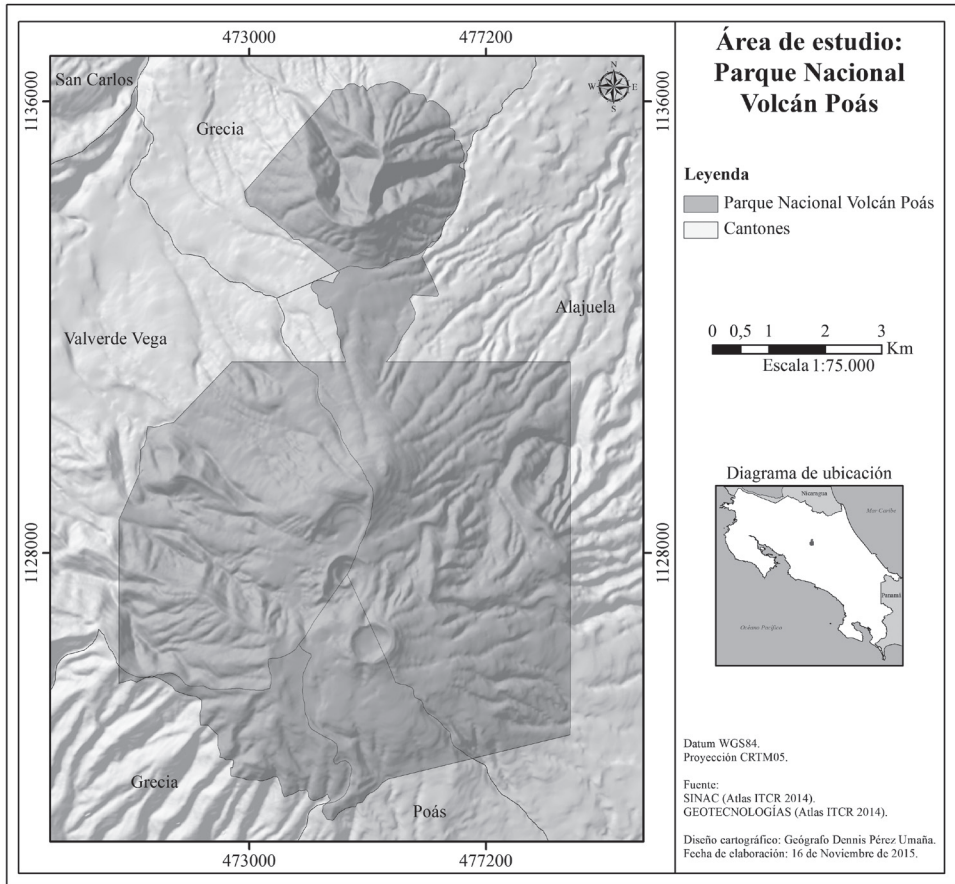 473000
477200
1136000
1136000
San Carlos
Grecia
N
W
E
S
Valverde Vega
Alajuela
1128000
1128000
Grecia
Poás
473000
477200
Área de estudio:
Parque Nacional
Volcán Poás
Leyenda
Parque Nacional Volcán Poás
Cantones
0 0,5 1 2 3
Km
Escala 1:75.000
Diagrama de ubicación
Nicaragua
Mar Caribe
Panamá
Océano Pacífico
Datum WGS84.
Proyección CRTM05.
Fuente:
SINAC (Atlas ITCR 2014).
GEOTECNOLOGÍAS (Atlas ITCR 2014).
Diseño cartográfico: Geógrafo Dennis Pérez Umaña.
Fecha de elaboración: 16 de Noviembre de 2015.